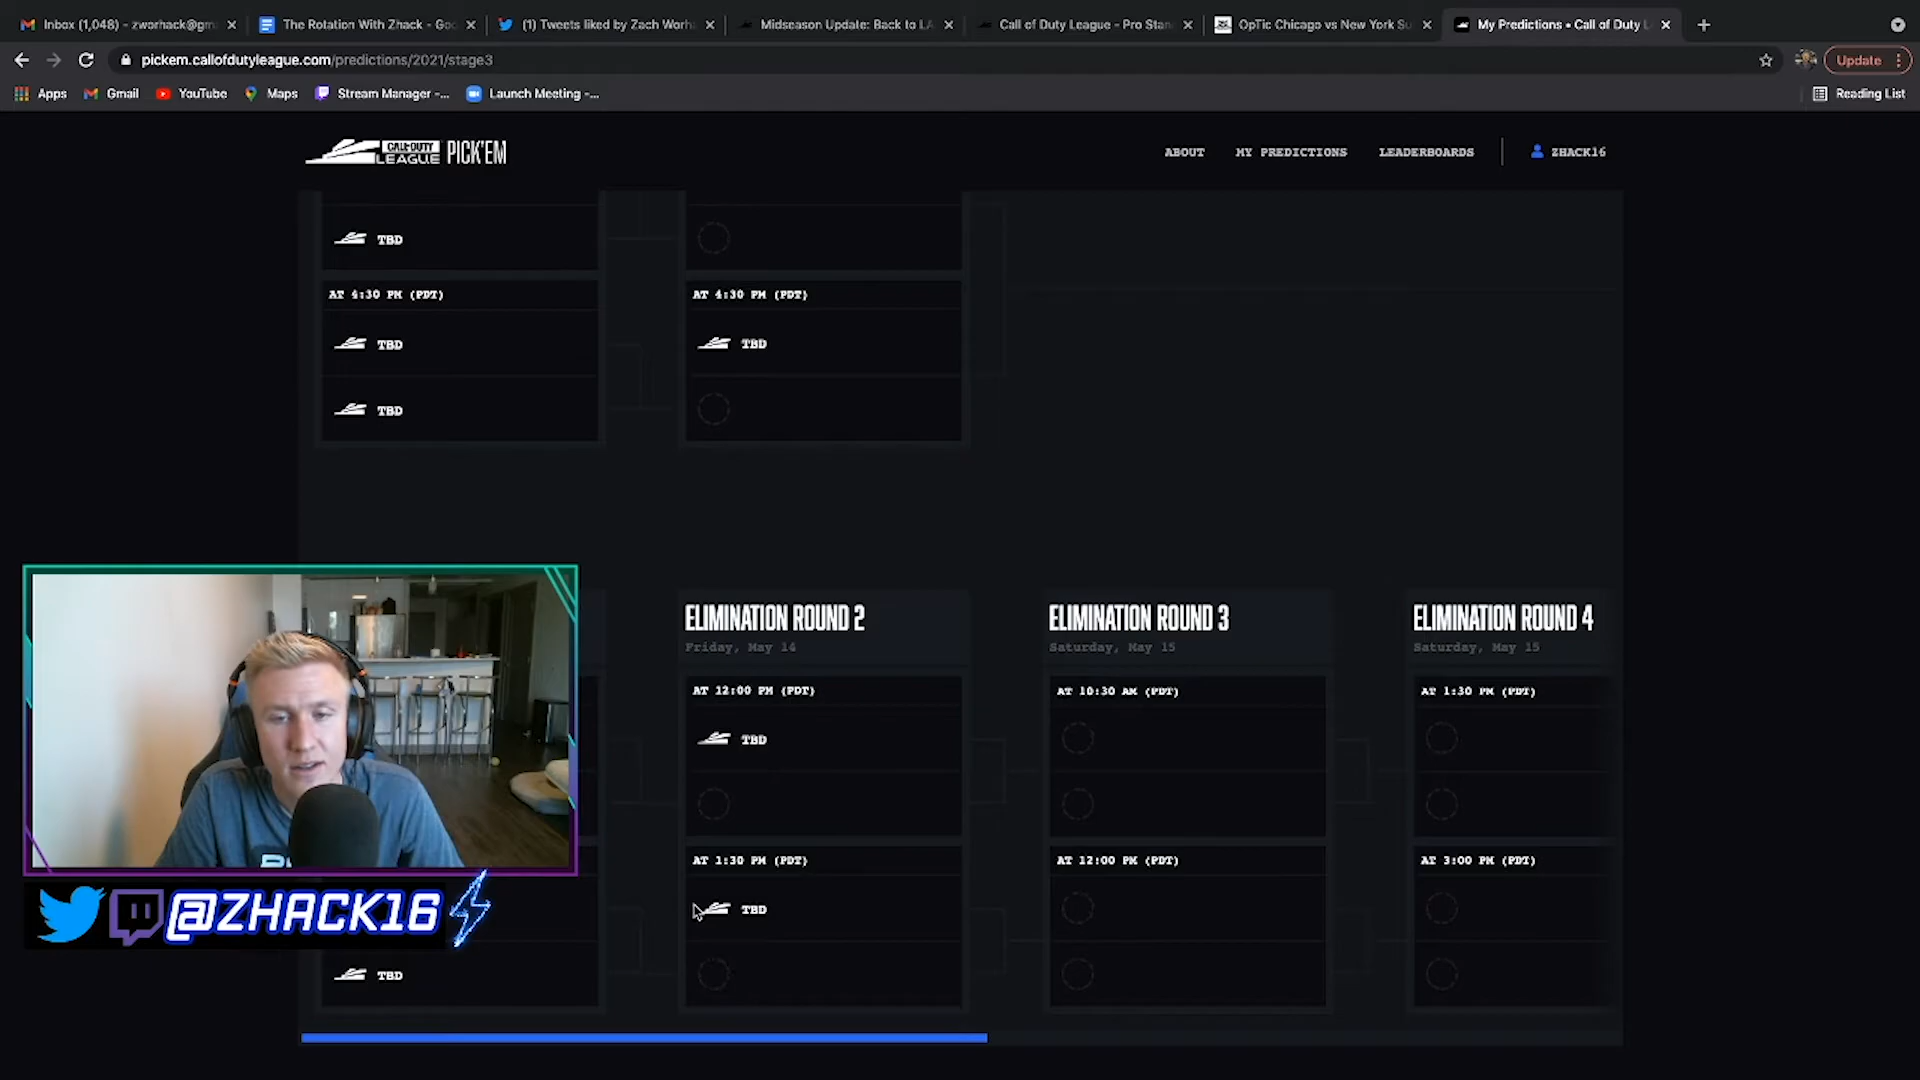 Inbox (1,048) - zworhack@gm
The Rotation With Zhack - Goo
(1) Tweets liked by Zach Worh
Midseason Update: Back to LA
Call of Duty League - Pro Stan
OpTic Chicago vs New York Su
My Predictions • Call of Duty L
pickem.callofdutyleague.com/predictions/2021/stage3
Update
Apps
Gmail
YouTube
Maps
Stream Manager -...
Launch Meeting -...
Reading List
CALL OF DUTY
LEAGUE
PICK'EM
ABOUT
MY PREDICTIONS
LEADERBOARDS
ZHACK16
TBD
AT 4:30 PM (PDT)
AT 4:30 PM (PDT)
TBD
TBD
TBD
ELIMINATION ROUND 2
Friday, May 14
ELIMINATION ROUND 3
Saturday, May 15
ELIMINATION ROUND 4
Saturday, May 15
AT 12:00 PM (PDT)
AT 10:30 AM (PDT)
AT 1:30 PM (PDT)
TBD
AT 1:30 PM (PDT)
AT 12:00 PM (PDT)
AT 3:00 PM (PDT)
TBD
@ZHACK16
TBD